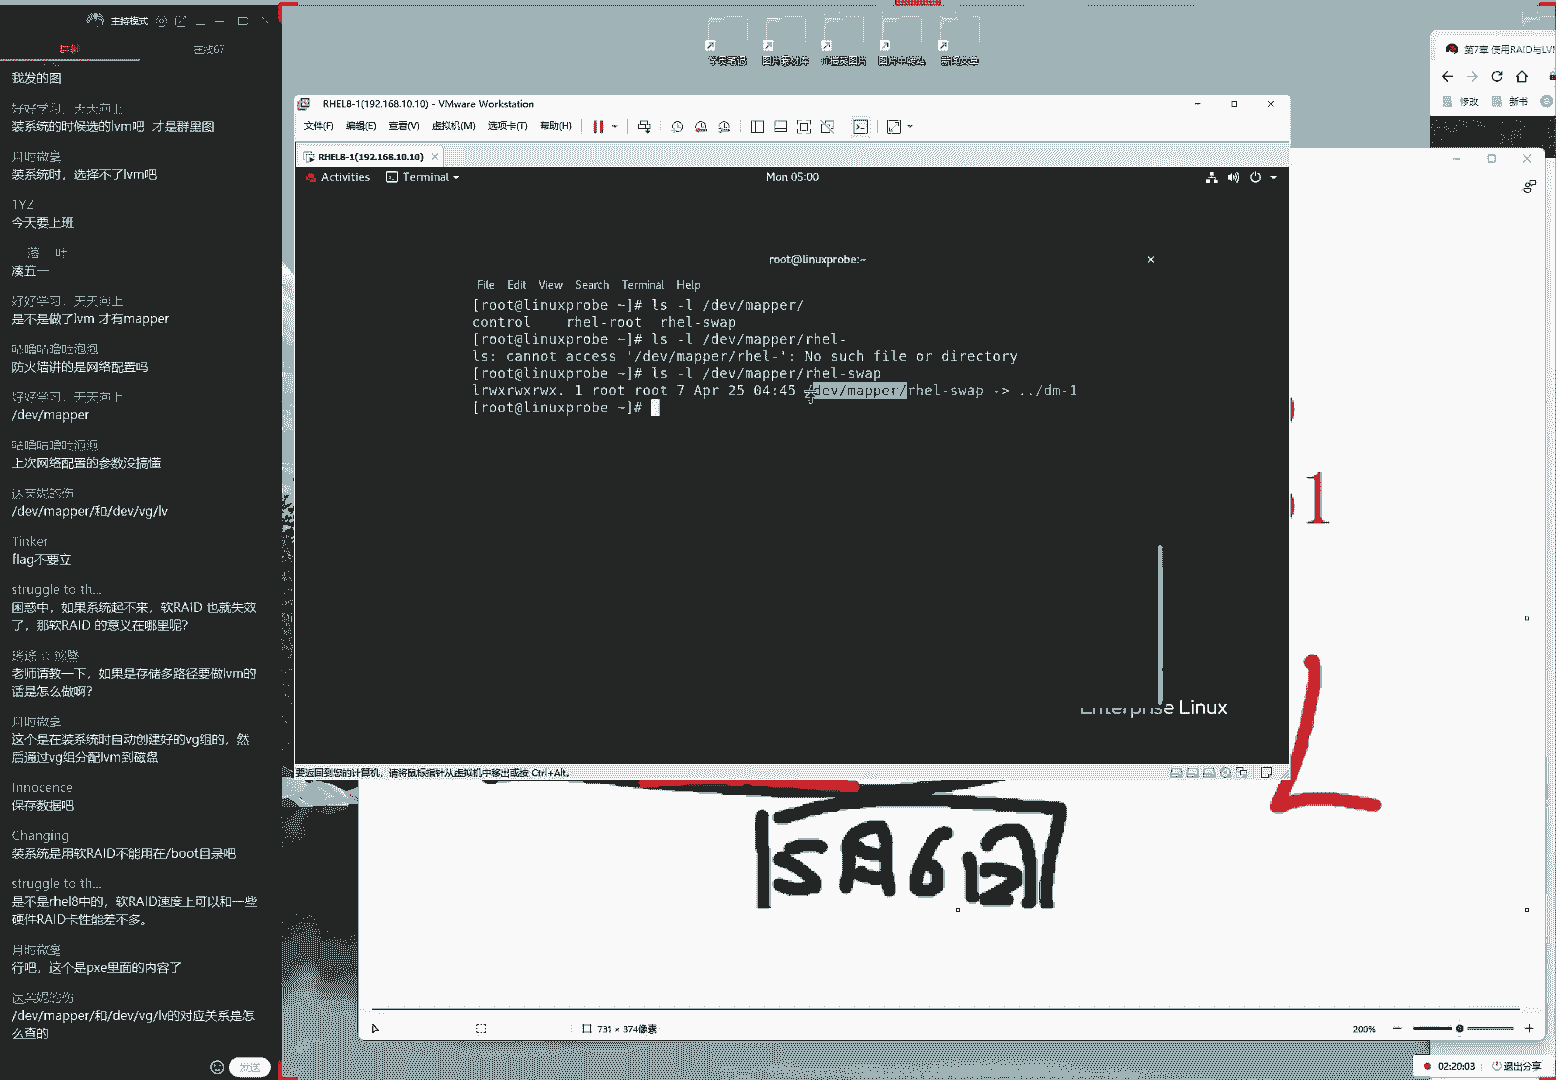 主持模式
在线67
我发的图
好好学习，天天向上
装系统的时候选的lvm吧 才是群里图
月时微寒
装系统时，选择不了lvm吧
1YZ
今天要上班
落 叶
凑五一
好好学习，天天向上
是不是做了lvm 才有mapper
咕噜咕噜吐泡泡
防火墙讲的是网络配置吗
好好学习，天天向上
/dev/mapper
咕噜咕噜吐泡泡
上次网络配置的参数没搞懂
/dev/mapper/和/dev/vg/lv
Tinker
flag不要立
struggle to th...
困惑中，如果系统起不来，软RAID 也就失效
了，那软RAID 的意义在哪里呢?
老师请教一下，如果是存储多路径要做lvm的
话是怎么做啊?
月时微寒
这个是在装系统时自动创建好的vg组的，然
后通过vg组分配lvm到磁盘
Innocence
保存数据吧
Changing
装系统是用软RAID不能用在/boot目录吧
struggle to th...
是不是rhel8中的，软RAID速度上可以和一些
硬件RAID卡性能差不多。
月时微寒
行吧，这个是pxe里面的内容了
/dev/mapper/和/dev/vg/lv的对应关系是怎
么查的
发送
RHEL8-1(192.168.10.10) - VMware Workstation
文件(F) 编辑(E) 查看(V) 虚拟机(M) 选项卡(T) 帮助(H)
RHEL8-1(192.168.10.10)
Activities Terminal Mon 05:00
root@linuxprobe:~
File Edit View Search Terminal Help
[root@linuxprobe ~]# ls -l /dev/mapper/
control rhel-root rhel-swap
[root@linuxprobe ~]# ls -l /dev/mapper/rhel-
ls: cannot access '/dev/mapper/rhel-': No such file or directory
[root@linuxprobe ~]# ls -l /dev/mapper/rhel-swap
lrwxrwxrwx. 1 root root 7 Apr 25 04:45 /dev/mapper/rhel-swap -> ../dm-1
[root@linuxprobe ~]#
Enterprise Linux
要返回到您的计算机，请将鼠标指针从虚拟机中移出或按 Ctrl+Alt。
第7章 使用RAID与LV
修改 新书
1
L
5月6日
731 × 374像素
200%
02:20:03 退出分享